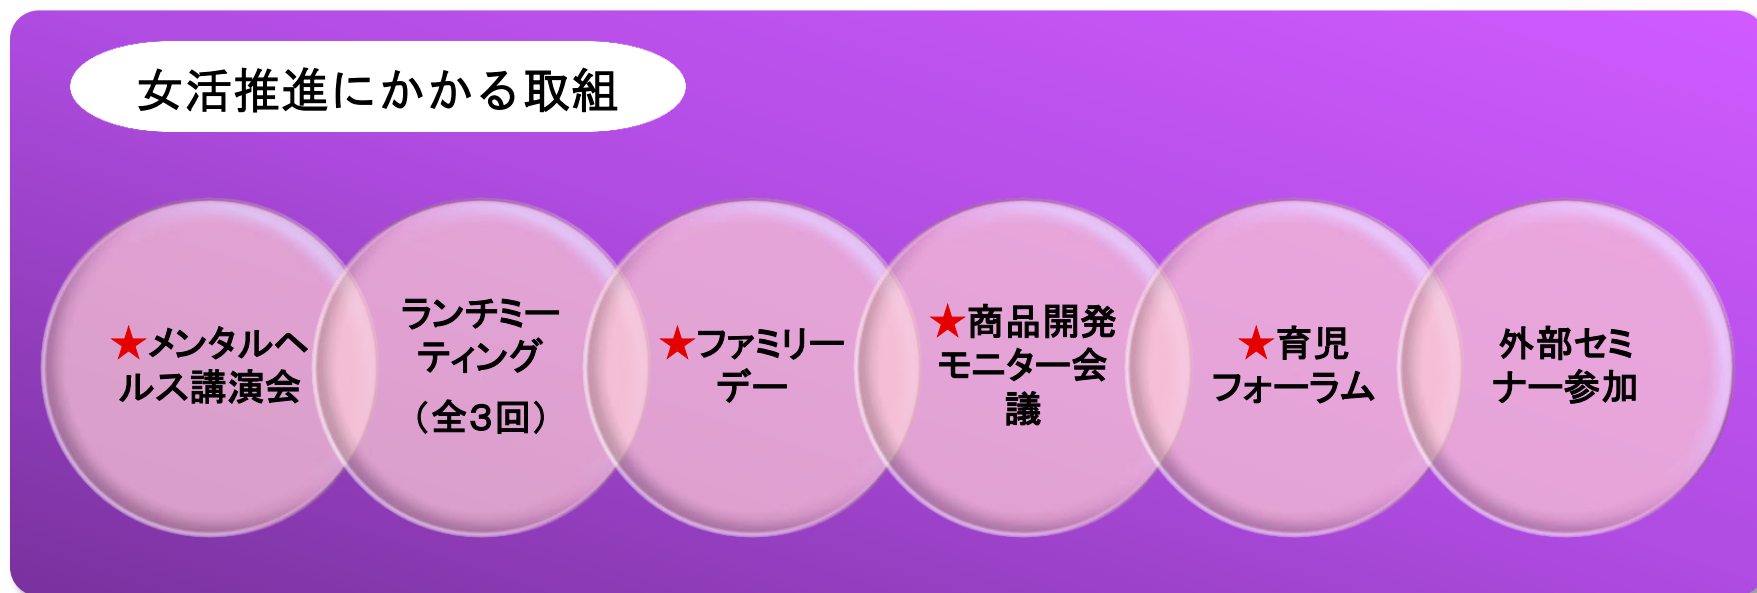 女活推進にかかる取組
★メンタルヘ
ルス講演会
ランチミー
ティング
（全３回）
★ファミリー
デー
★商品開発
モニター会
議
★育児
フォーラム
外部セミ
ナー参加